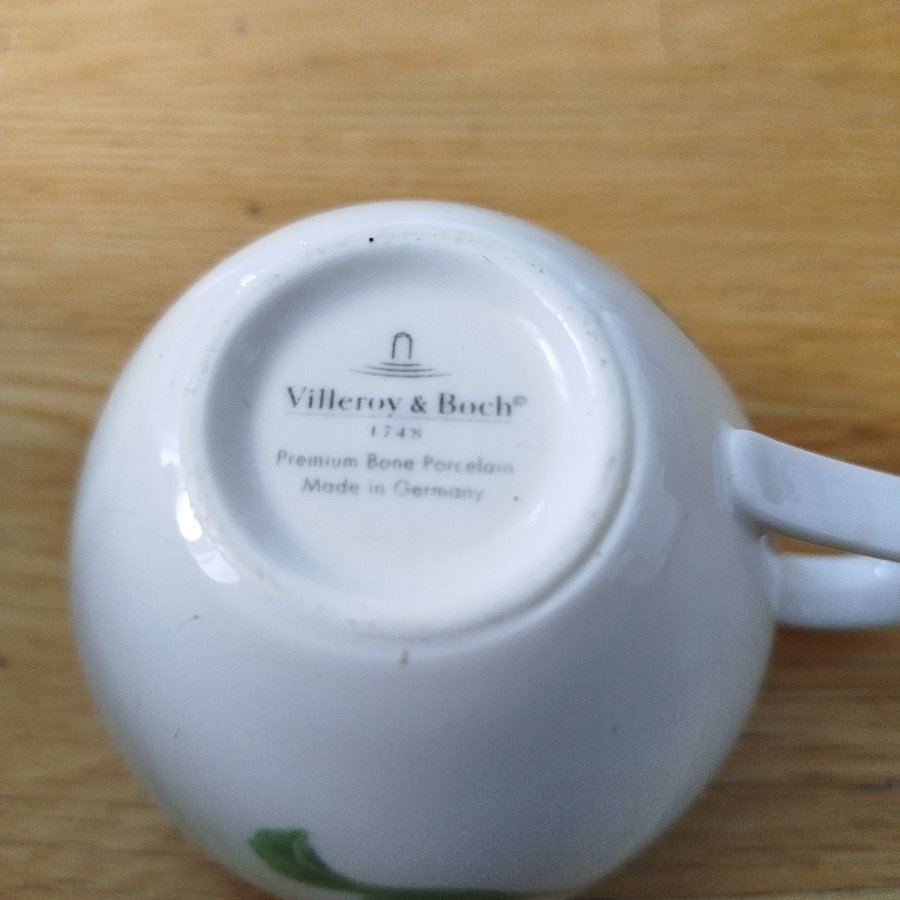 Villeroy & Boch®
1748
Premium Bone Porcelain
Made in Germany